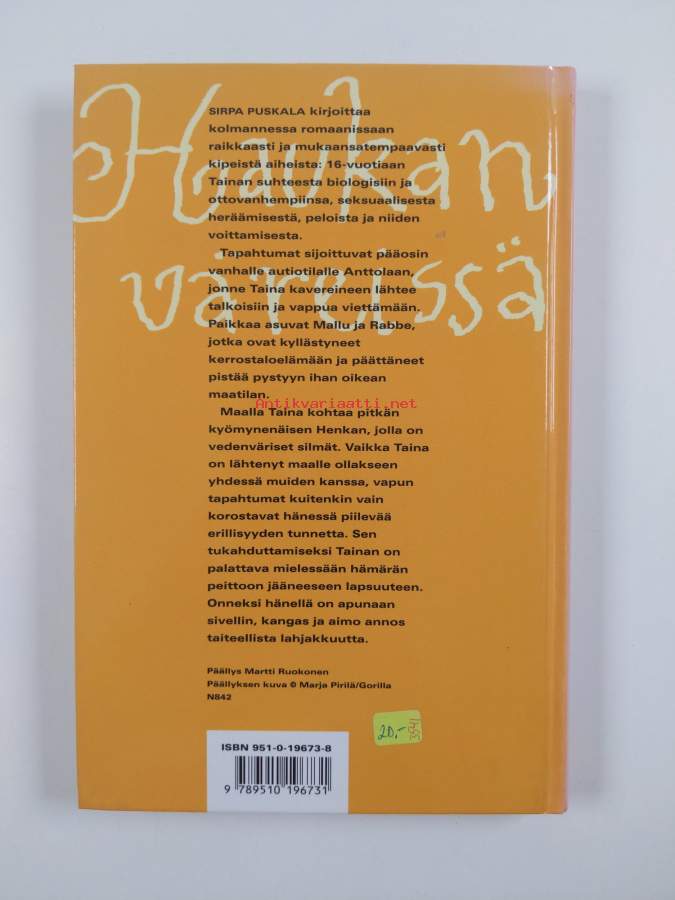 Haukan
väreissä
SIRPA PUSKALA kirjoittaa
kolmannessa romaanissaan
raikkaasti ja mukaansatempaavasti
kipeistä aiheista: 16-vuotiaan
Tainan suhteesta biologisiin ja
ottovanhempiinsa, seksuaalisesta
heräämisestä, peloista ja niiden
voittamisesta.
Tapahtumat sijoittuvat pääosin
vanhalle autiotilalle Anttolaan,
jonne Taina kavereineen lähtee
talkoisiin ja vappua viettämään.
Paikkaa asuvat Mallu ja Rabbe,
jotka ovat kyllästyneet
kerrostaloelämään ja päättäneet
pistää pystyyn ihan oikean
maatilan.
Antikvariaatti.net
Maalla Taina kohtaa pitkän
kyömynenäisen Henkan, jolla on
vedenväriset silmät. Vaikka Taina
on lähtenyt maalle ollakseen
yhdessä muiden kanssa, vapun
tapahtumat kuitenkin vain
korostavat hänessä piilevää
erillisyyden tunnetta. Sen
tukahduttamiseksi Tainan on
palattava mielessään hämärän
peittoon jääneeseen lapsuuteen.
Onneksi hänellä on apunaan
sivellin, kangas ja aimo annos
taiteellista lahjakkuutta.
Päällys Martti Ruokonen
Päällyksen kuva © Marja Pirilä/Gorilla
N842
20,-
ISBN 951-0-19673-8
9 789510 196731